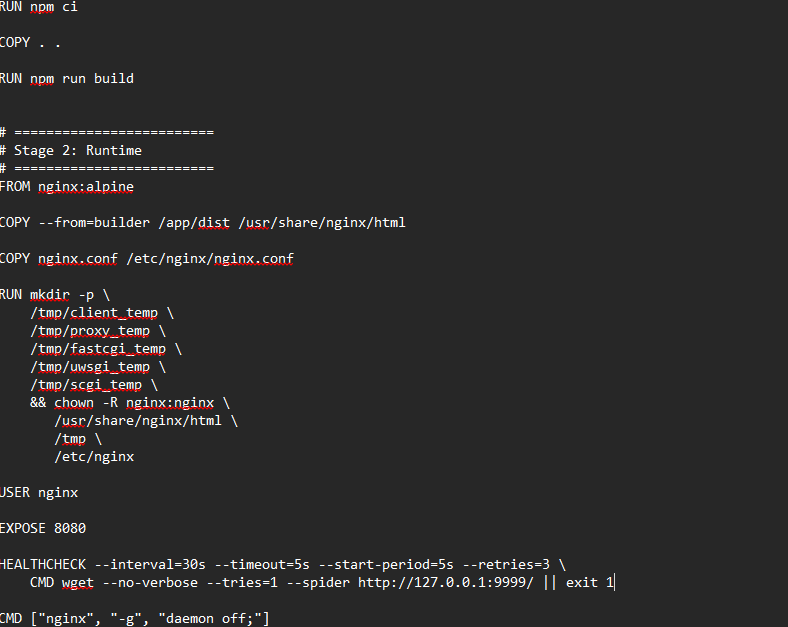 RUN npm ci
COPY . .
RUN npm run build
# =========================
# Stage 2: Runtime
# =========================
FROM nginx:alpine
COPY --from=builder /app/dist /usr/share/nginx/html
COPY nginx.conf /etc/nginx/nginx.conf
RUN mkdir -p \
/tmp/client_temp \
/tmp/proxy_temp \
/tmp/fastcgi_temp \
/tmp/uwsgi_temp \
/tmp/scgi_temp \
&& chown -R nginx:nginx \
/usr/share/nginx/html \
/tmp \
/etc/nginx
USER nginx
EXPOSE 8080
HEALTHCHECK --interval=30s --timeout=5s --start-period=5s --retries=3 \
CMD wget --no-verbose --tries=1 --spider http://127.0.0.1:9999/ || exit 1
CMD ["nginx", "-g", "daemon off;"]